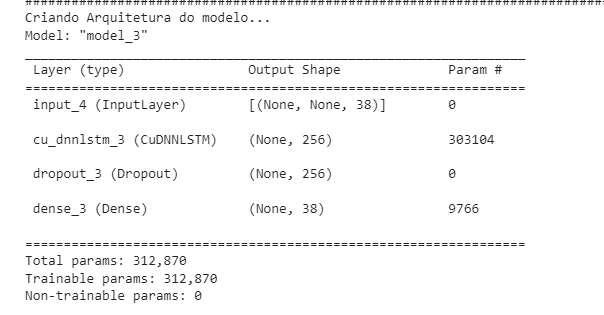 ################################################################################
Criando Arquitetura do modelo...
Model: "model_3"
_________________________________________________________________
Layer (type) Output Shape Param #
=================================================================
input_4 (InputLayer) [(None, None, 38)] 0
cu_dnnlstm_3 (CuDNNLSTM) (None, 256) 303104
dropout_3 (Dropout) (None, 256) 0
dense_3 (Dense) (None, 38) 9766
=================================================================
Total params: 312,870
Trainable params: 312,870
Non-trainable params: 0